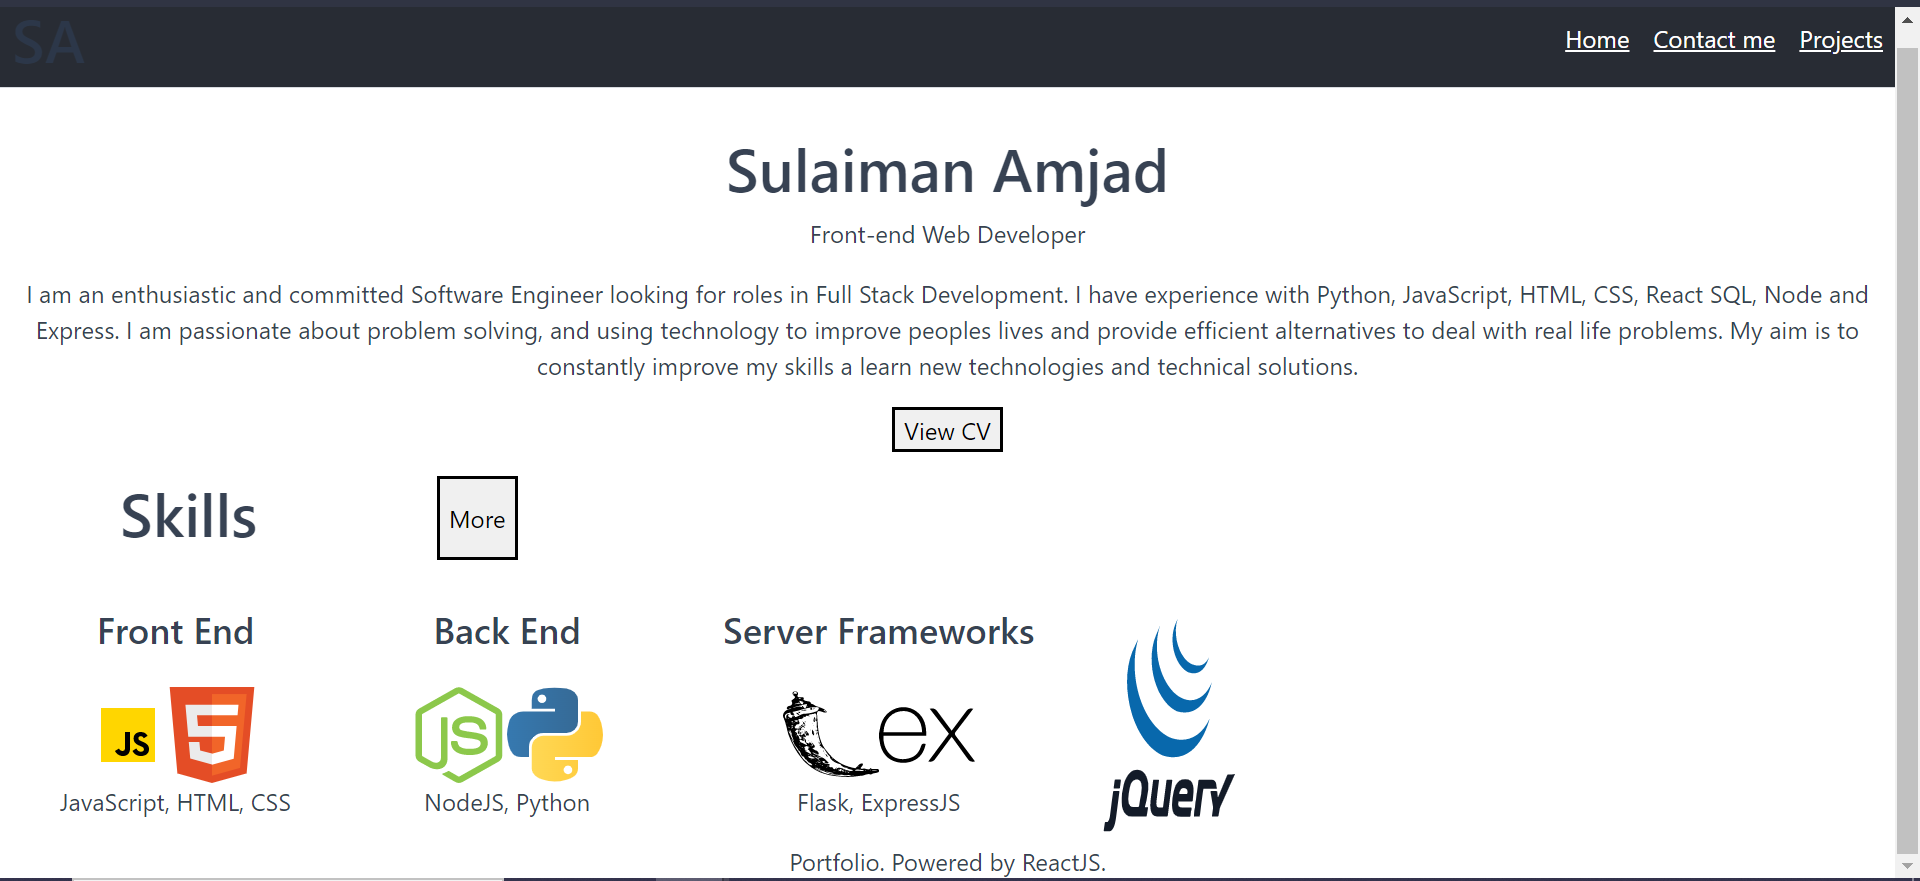 SA
Home Contact me Projects
Sulaiman Amjad
Front-end Web Developer
I am an enthusiastic and committed Software Engineer looking for roles in Full Stack Development. I have experience with Python, JavaScript, HTML, CSS, React SQL, Node and
Express. I am passionate about problem solving, and using technology to improve peoples lives and provide efficient alternatives to deal with real life problems. My aim is to
constantly improve my skills a learn new technologies and technical solutions.
View CV
Skills
More
Front End
Back End
Server Frameworks
JS
5
JS
ex
jQuery
JavaScript, HTML, CSS
NodeJS, Python
Flask, ExpressJS
Portfolio. Powered by ReactJS.